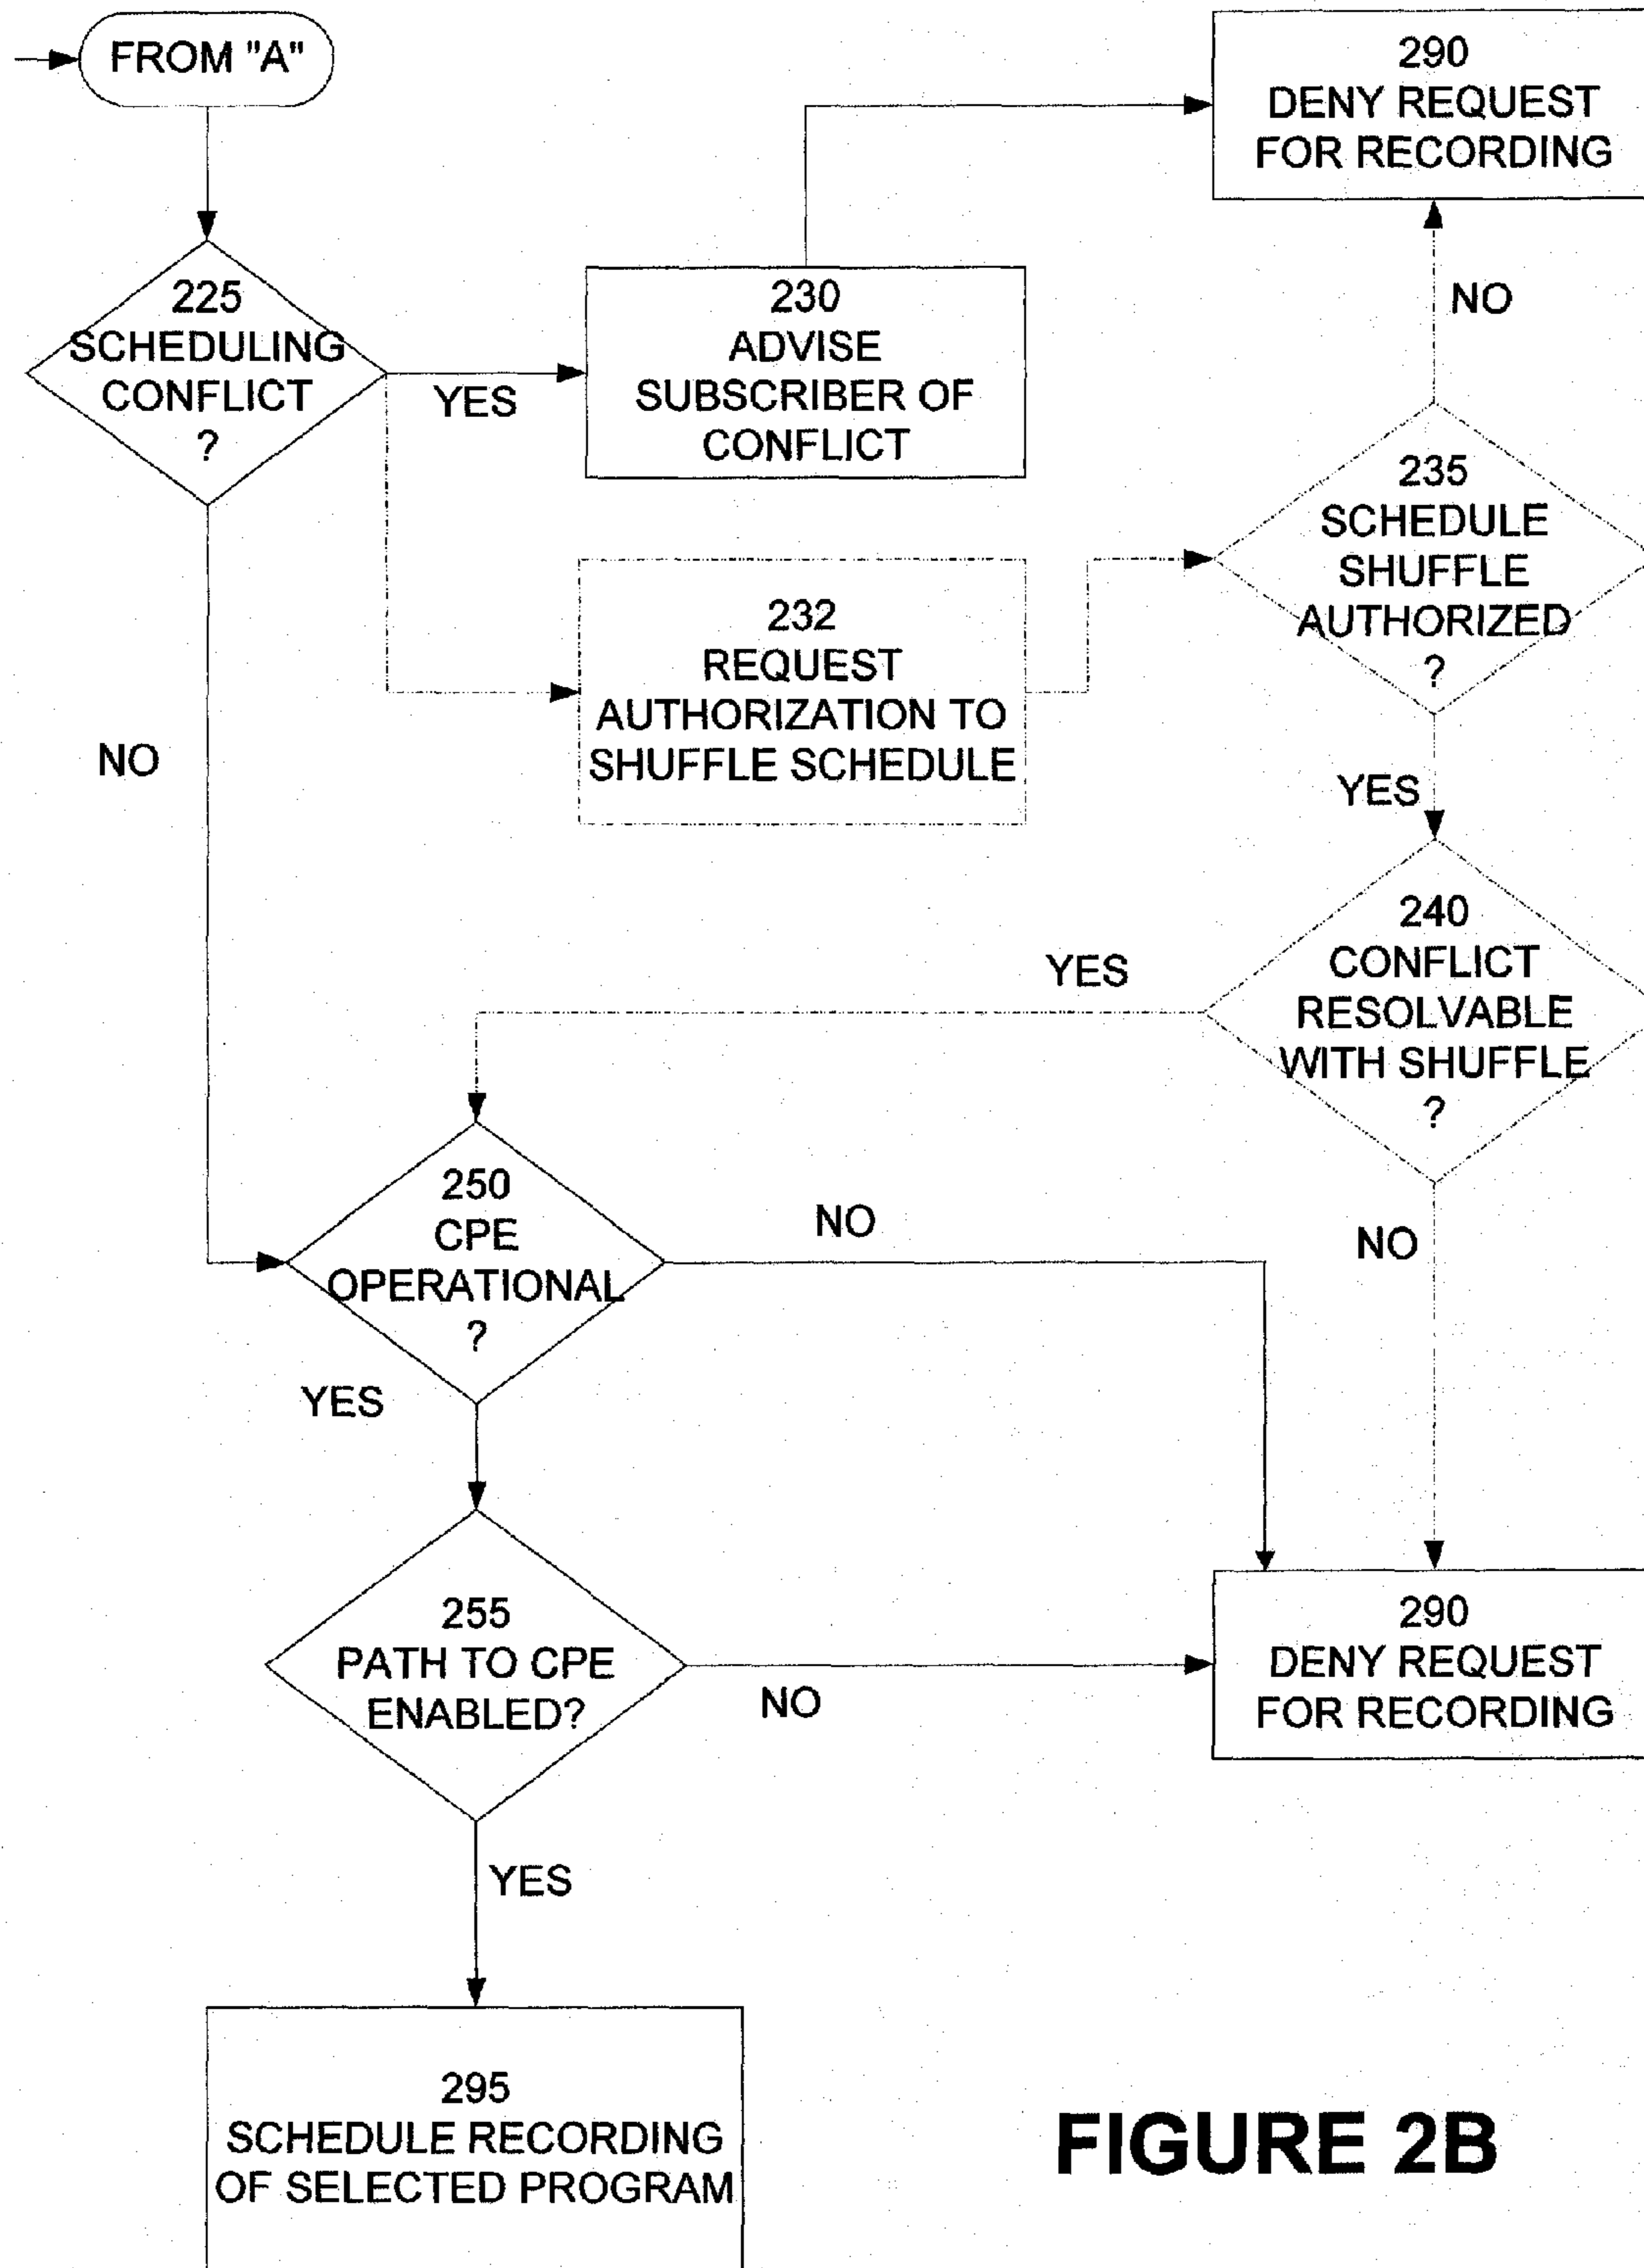 FROM "A"
290
DENY REQUEST
FOR RECORDING
225
SCHEDULING
CONFLICT
?
YES
230
ADVISE
SUBSCRIBER OF
CONFLICT
NO
235
SCHEDULE
SHUFFLE
AUTHORIZED
?
232
REQUEST
AUTHORIZATION TO
SHUFFLE SCHEDULE
NO
YES
240
CONFLICT
RESOLVABLE
WITH SHUFFLE
?
YES
250
CPE
OPERATIONAL
?
NO
NO
YES
255
PATH TO CPE
ENABLED?
NO
290
DENY REQUEST
FOR RECORDING
YES
295
SCHEDULE RECORDING
OF SELECTED PROGRAM
FIGURE 2B